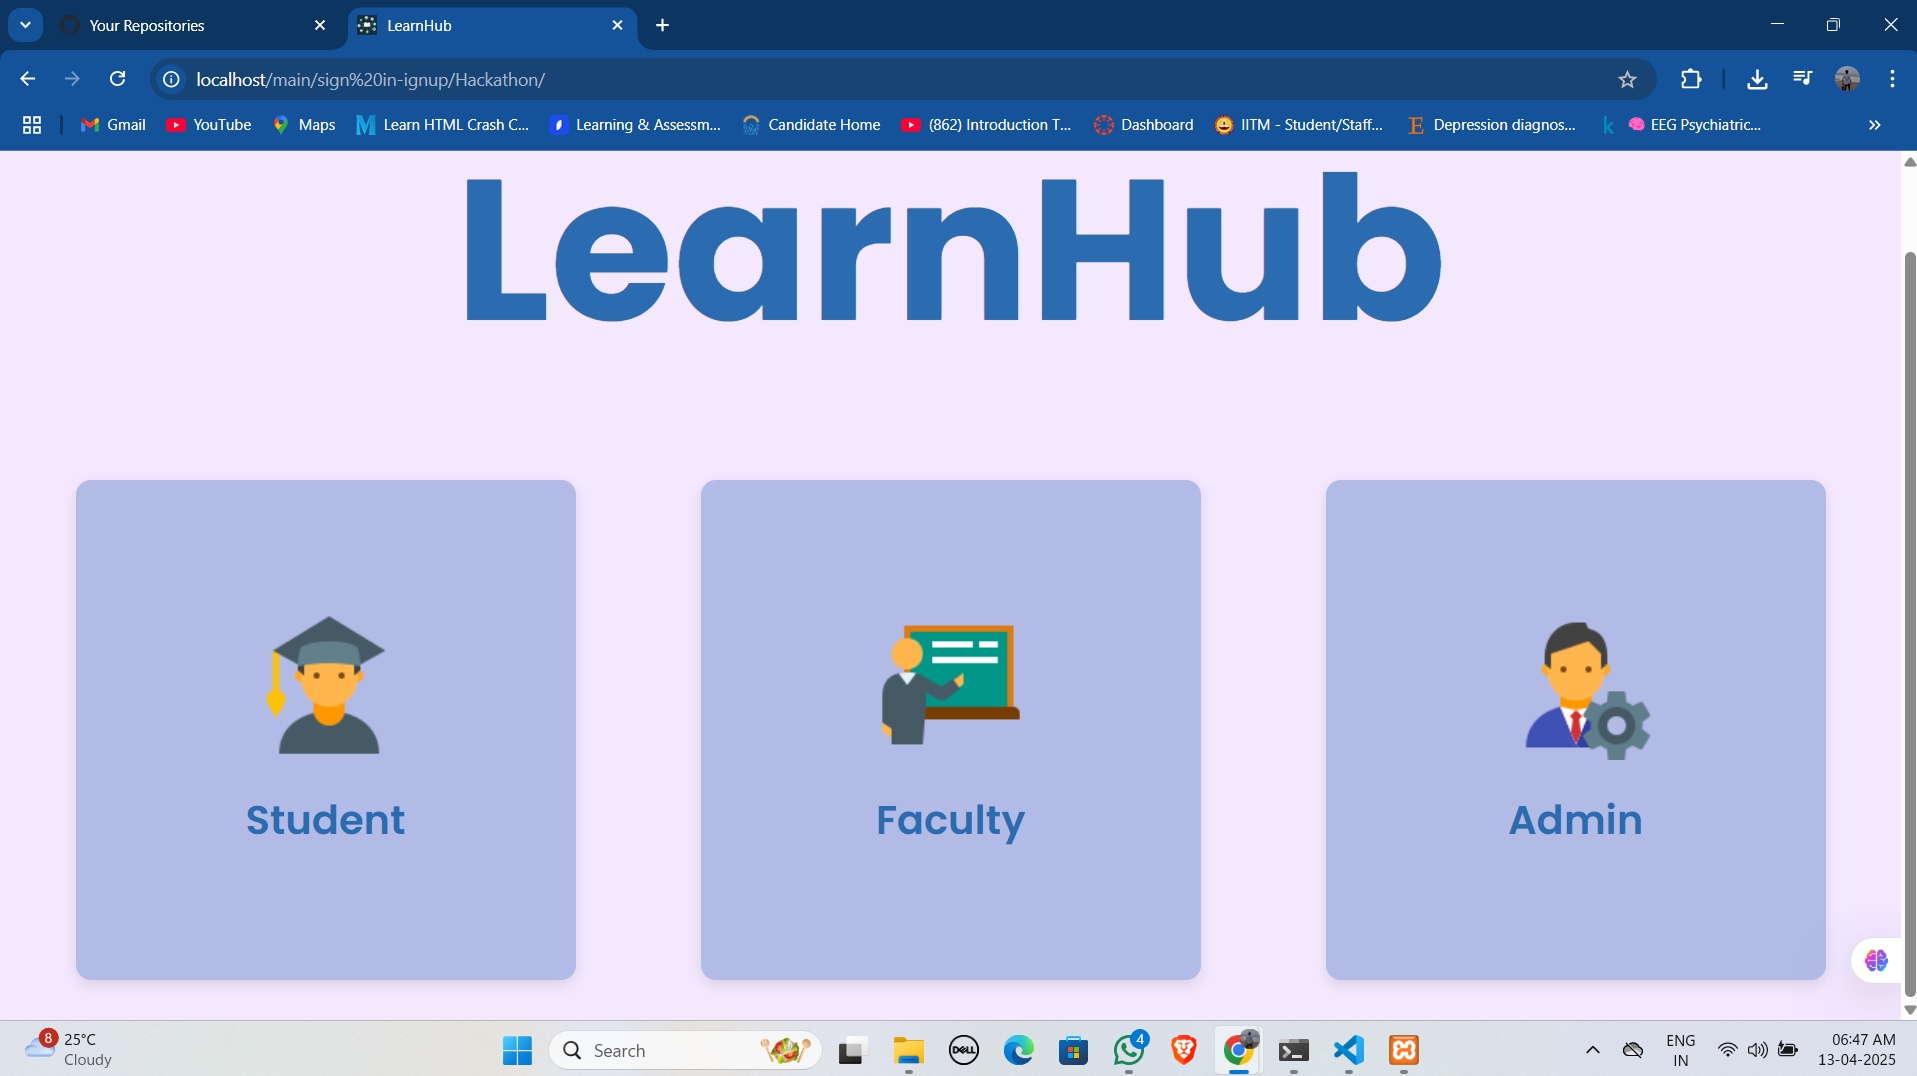 Your Repositories
LearnHub
localhost/main/sign%20in-ignup/Hackathon/
Gmail YouTube Maps Learn HTML Crash C... Learning & Assessm... Candidate Home (862) Introduction T... Dashboard IITM - Student/Staff... Depression diagnos... EEG Psychiatric...
LearnHub
Student
Faculty
Admin
8
25°C
Cloudy
Search
DELL
4
ENG
IN
06:47 AM
13-04-2025